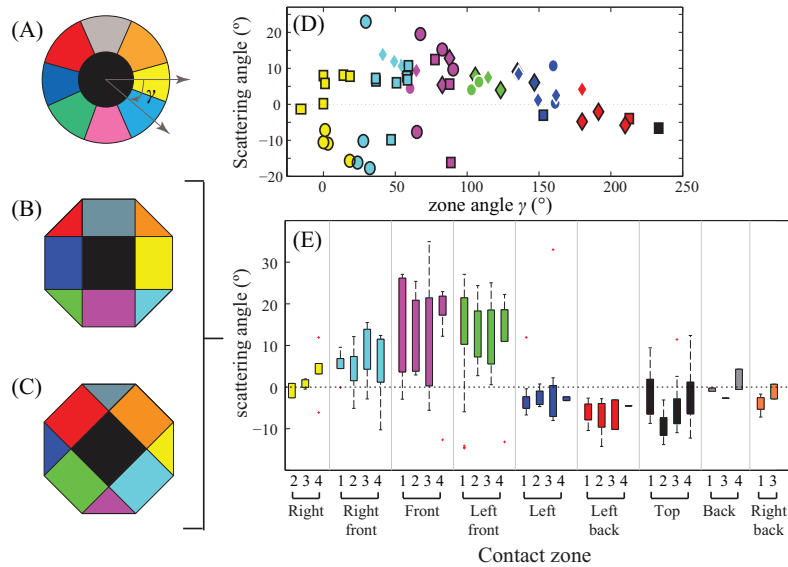 (A)
γ
(B)
(C)
(D)
Scattering angle (°)
20
10
0
−10
−20
0
50
100
150
200
250
zone angle γ (°)
(E)
scattering angle (°)
30
20
10
0
−10
2 3 4 1 2 3 4 1 2 3 4 1 2 3 4 1 2 3 4 1 2 3 4 1 2 3 4 1 3 4 1 3
Right Right front Front Left front Left Left back Top Back Right back
Contact zone